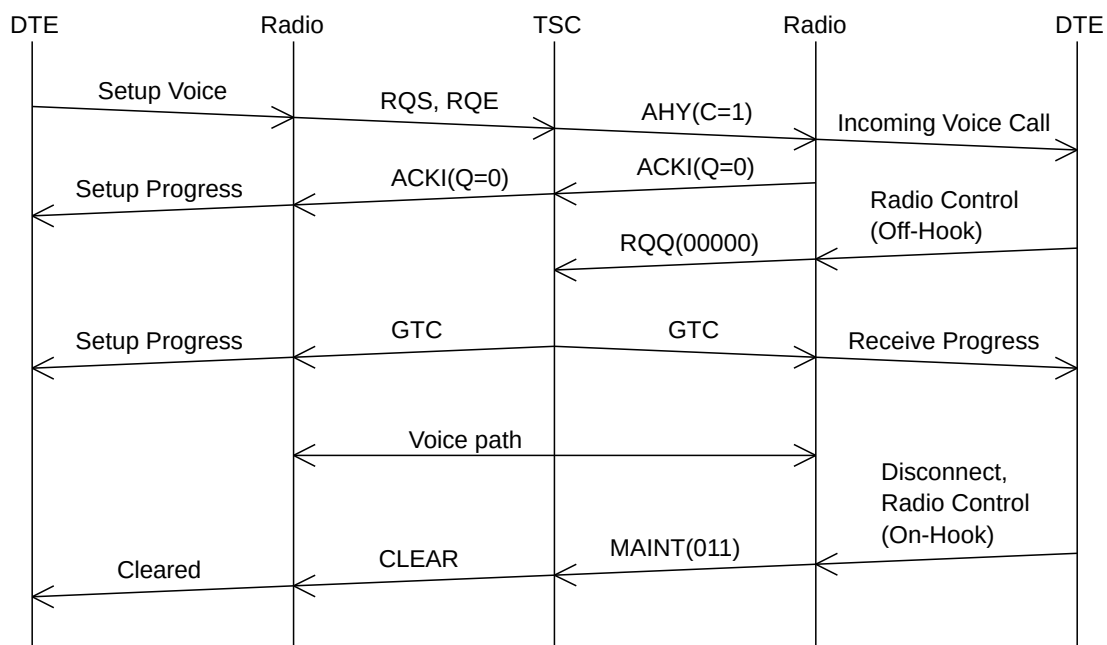 DTE Radio TSC Radio DTE
Setup Voice
RQS, RQE
AHY(C=1)
Incoming Voice Call
Setup Progress
ACKI(Q=0)
ACKI(Q=0)
Radio Control
(Off-Hook)
RQQ(00000)
Setup Progress
GTC
GTC
Receive Progress
Voice path
Disconnect,
Radio Control
(On-Hook)
MAINT(011)
CLEAR
Cleared